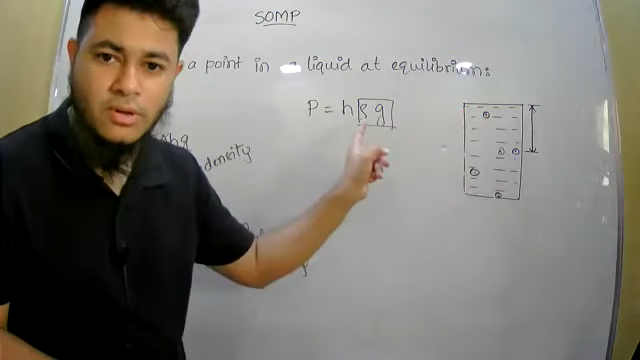 SOMP
a point in a liquid at equilibrium:
P = hρg
hg
density